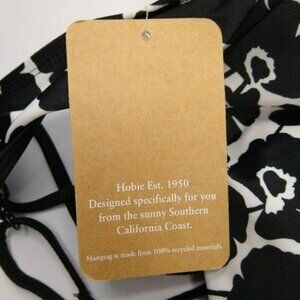 Hobie Est. 1950
Designed specifically for you
from the sunny Southern
California Coast.
Hangtag is made from 100% recycled materials.